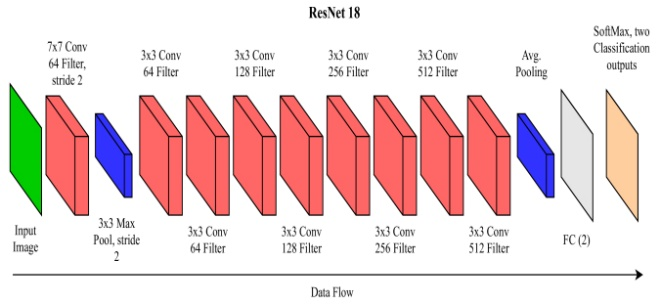 ResNet 18
7x7 Conv
64 Filter,
stride 2
3x3 Conv
64 Filter
3x3 Conv
128 Filter
3x3 Conv
256 Filter
3x3 Conv
512 Filter
Avg.
Pooling
SoftMax, two
Classification
outputs
Input
Image
3x3 Max
Pool, stride
2
3x3 Conv
64 Filter
3x3 Conv
128 Filter
3x3 Conv
256 Filter
3x3 Conv
512 Filter
FC (2)
Data Flow